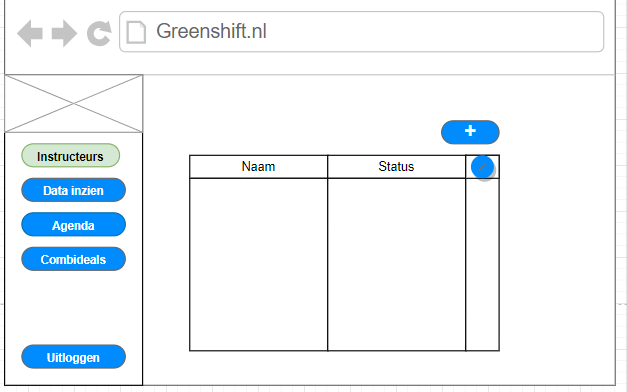 Greenshift.nl
+
Naam Status
Instructeurs
Data inzien
Agenda
Combideals
Uitloggen